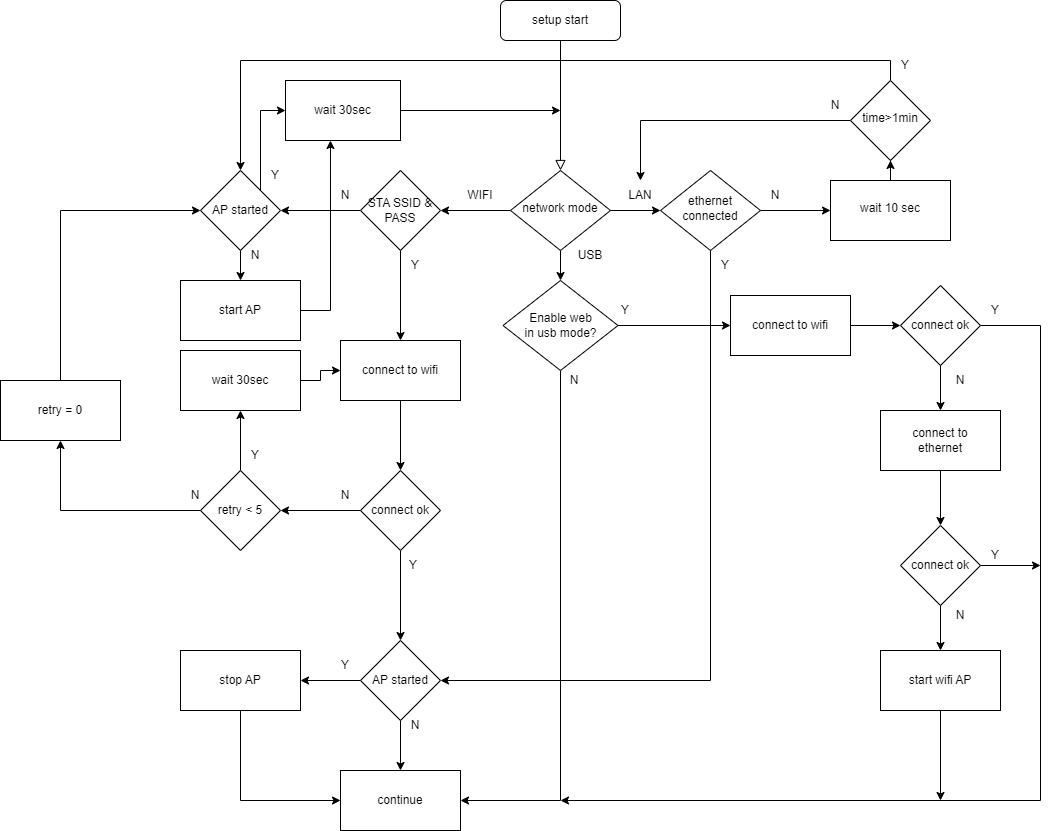 setup start
Y
wait 30sec
N
time>1min
Y
N
WIFI
LAN
ethernet
connected
N
wait 10 sec
AP started
STA SSID &
PASS
network mode
N
Y
USB
Y
start AP
Enable web
in usb mode?
Y
connect to wifi
connect ok
Y
wait 30sec
connect to wifi
N
N
retry = 0
connect to
ethernet
Y
N
retry < 5
N
connect ok
Y
connect ok
Y
N
stop AP
Y
AP started
start wifi AP
N
continue